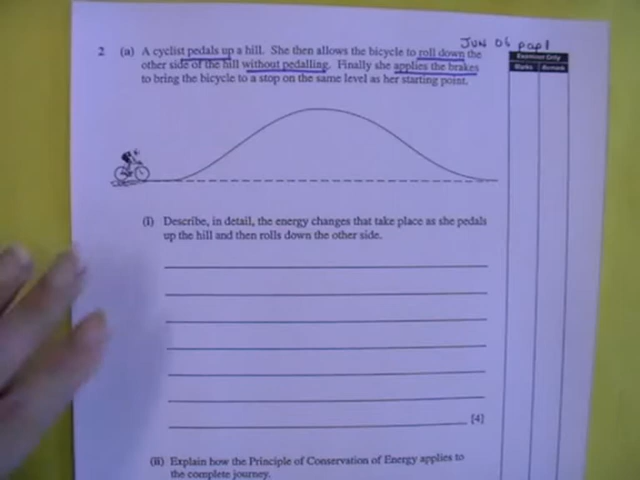 JUN 06 pap 1
2 (a) A cyclist pedals up a hill. She then allows the bicycle to roll down the
other side of the hill without pedalling. Finally she applies the brakes
to bring the bicycle to a stop on the same level as her starting point.
Examiner Only
Marks Remark
(i) Describe, in detail, the energy changes that take place as she pedals
up the hill and then rolls down the other side.
[4]
(ii) Explain how the Principle of Conservation of Energy applies to
the complete journey.